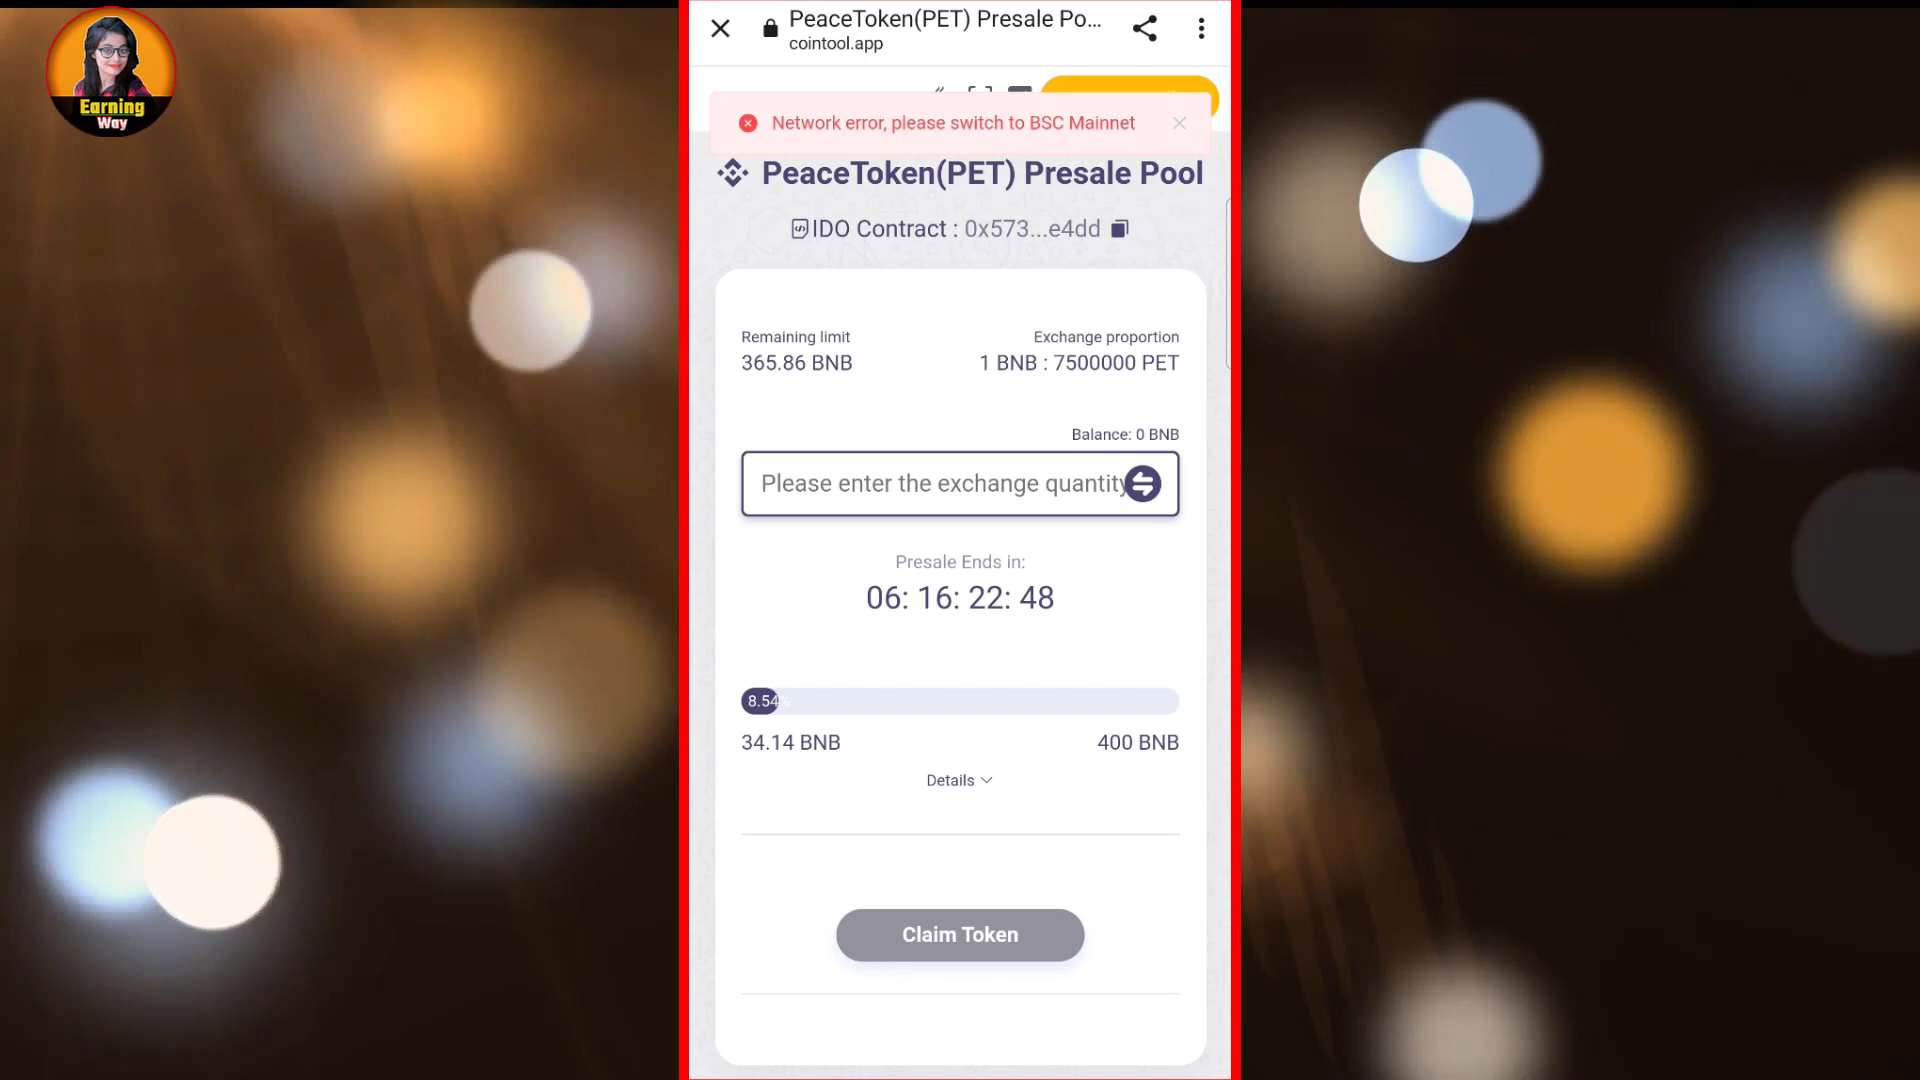 Earning
Way
PeaceToken(PET) Presale Po...
cointool.app
Network error, please switch to BSC Mainnet
PeaceToken(PET) Presale Pool
IDO Contract : 0x573...e4dd
Remaining limit
Exchange proportion
365.86 BNB
1 BNB : 7500000 PET
Balance: 0 BNB
Please enter the exchange quantity
Presale Ends in:
06: 16: 22: 48
8.54%
34.14 BNB
400 BNB
Details
Claim Token